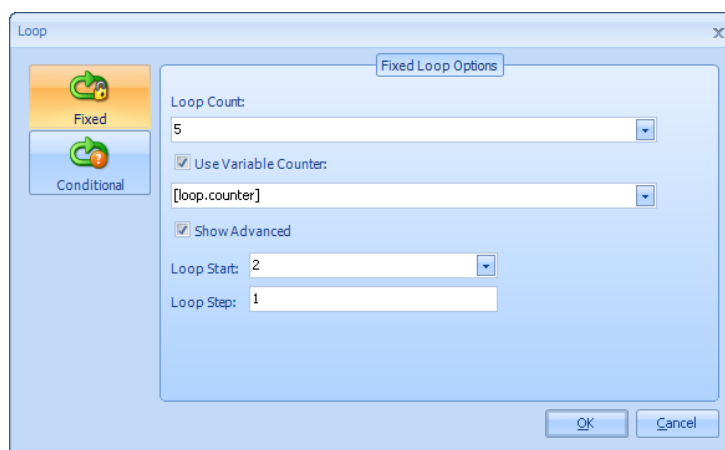 Loop
Fixed Loop Options
Fixed
Conditional
Loop Count:
5
Use Variable Counter:
[loop.counter]
Show Advanced
Loop Start: 2
Loop Step: 1
OK Cancel